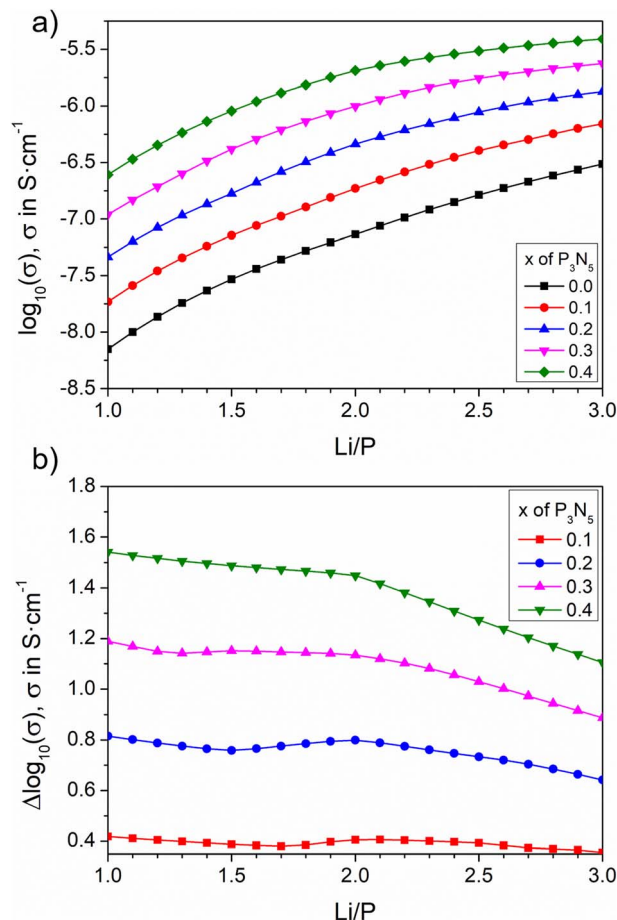 a)
-5.5
-6.0
-6.5
-7.0
-7.5
-8.0
-8.5
log₁₀(σ), σ in S·cm⁻¹
x of P₃N₅
0.0
0.1
0.2
0.3
0.4
1.0 1.5 2.0 2.5 3.0
Li/P
b)
1.8
1.6
1.4
1.2
1.0
0.8
0.6
0.4
Δlog₁₀(σ), σ in S·cm⁻¹
x of P₃N₅
0.1
0.2
0.3
0.4
1.0 1.5 2.0 2.5 3.0
Li/P